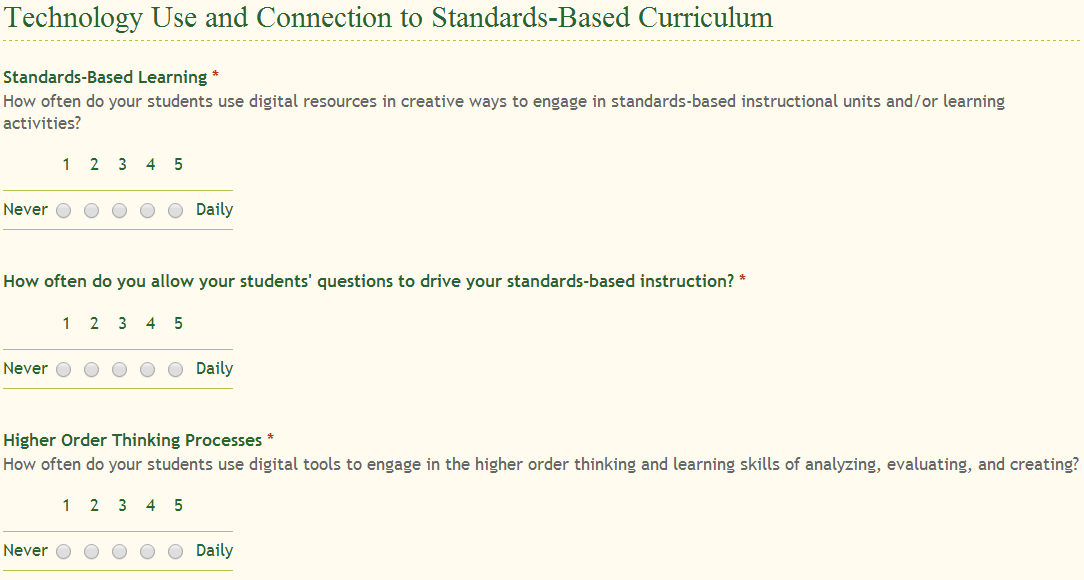 Technology Use and Connection to Standards-Based Curriculum
Standards-Based Learning *
How often do your students use digital resources in creative ways to engage in standards-based instructional units and/or learning
activities?
1 2 3 4 5
Never Daily
How often do you allow your students' questions to drive your standards-based instruction? *
1 2 3 4 5
Never Daily
Higher Order Thinking Processes *
How often do your students use digital tools to engage in the higher order thinking and learning skills of analyzing, evaluating, and creating?
1 2 3 4 5
Never Daily